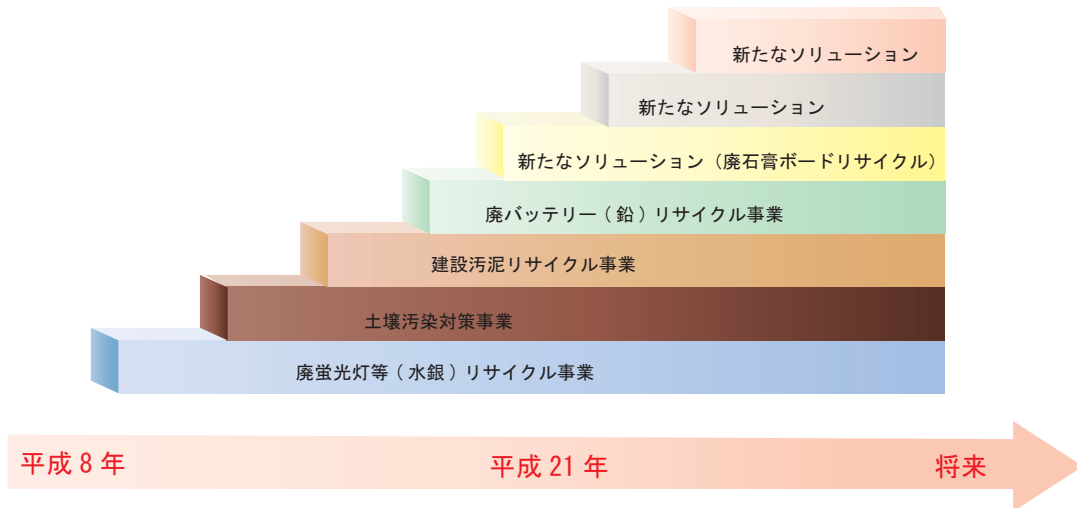 新たなソリューション
新たなソリューション
新たなソリューション（廃石膏ボードリサイクル）
廃バッテリー ( 鉛 ) リサイクル事業
建設汚泥リサイクル事業
土壌汚染対策事業
廃蛍光灯等 ( 水銀 ) リサイクル事業
平成 8 年
平成 21 年
将来